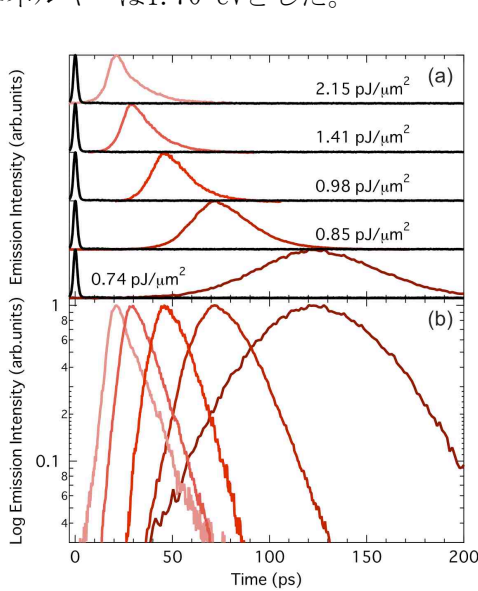 (a)
2.15 pJ/μm²
1.41 pJ/μm²
0.98 pJ/μm²
0.85 pJ/μm²
0.74 pJ/μm²
Emission Intensity (arb.units)
(b)
1
8
6
4
2
0.1
8
6
4
Log Emission Intensity (arb.units)
0
50
100
150
200
Time (ps)